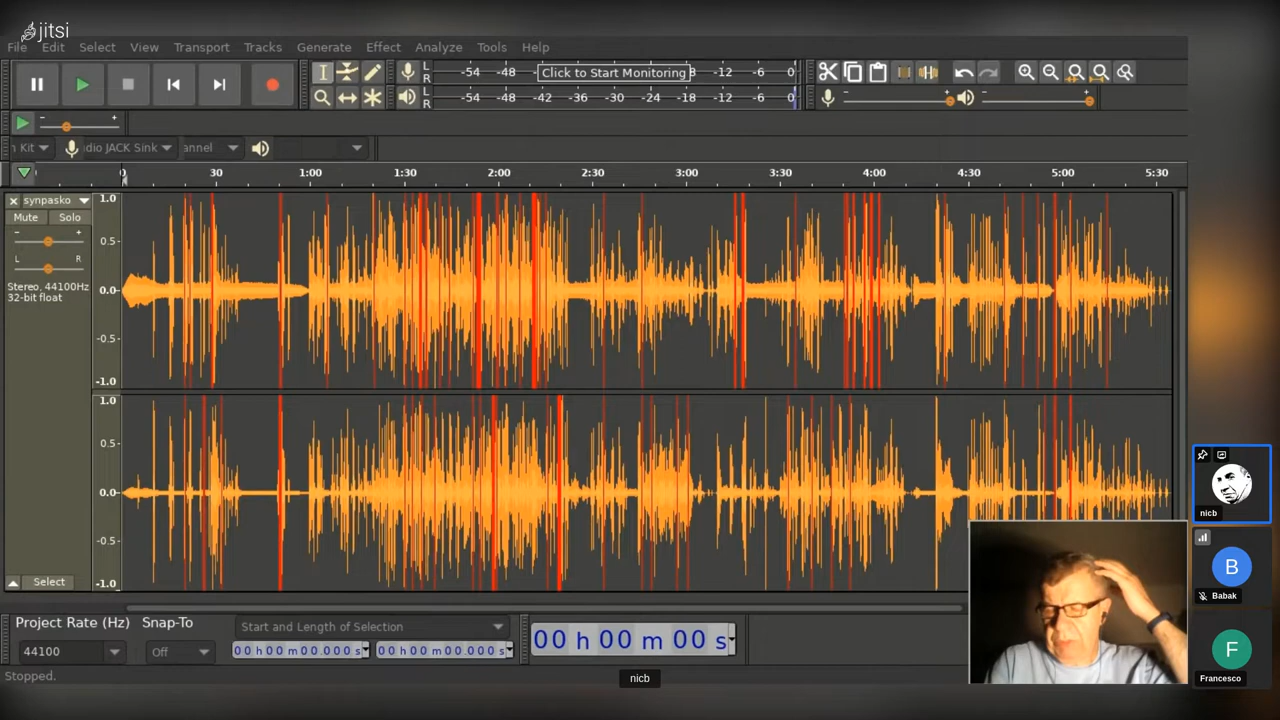 jitsi
File Edit Select View Transport Tracks Generate Effect Analyze Tools Help
L R -54 -48 Click to Start Monitoring -12 -6 0
L R -54 -48 -42 -36 -30 -24 -18 -12 -6 0
- +
Kit dio JACK Sink annel
0 30 1:00 1:30 2:00 2:30 3:00 3:30 4:00 4:30 5:00 5:30
synpasko
Mute Solo
- +
L R
Stereo, 44100Hz
32-bit float
1.0
0.5
0.0
-0.5
-1.0
1.0
0.5
0.0
-0.5
-1.0
Select
nicb
B
Babak
F
Francesco
Project Rate (Hz) Snap-To Start and Length of Selection
44100 Off 00 h 00 m 00.000 s 00 h 00 m 00.000 s 00 h 00 m 00 s
Stopped.
nicb